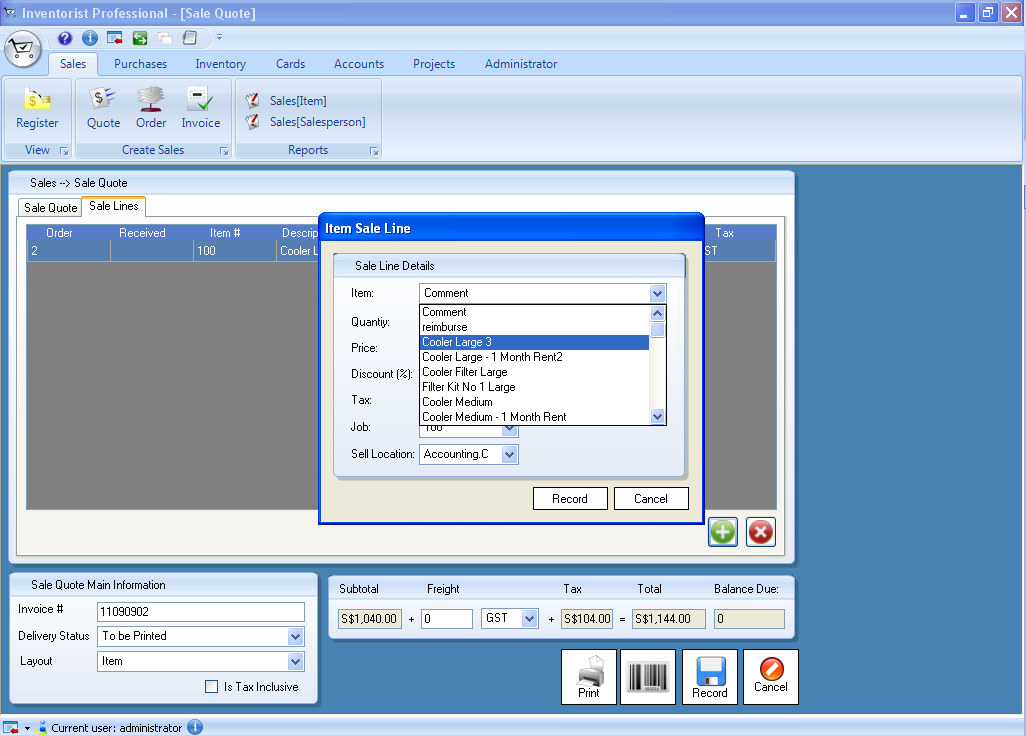 Inventorist Professional - [Sale Quote]
Sales Purchases Inventory Cards Accounts Projects Administrator
Register Quote Order Invoice
Sales[Item]
Sales[Salesperson]
View Create Sales Reports
Sales --> Sale Quote
Sale Quote Sale Lines
Order Received Item # Descrip Tax
2 100 Cooler L ST
Item Sale Line
Sale Line Details
Item: Comment
Comment
reimburse
Cooler Large 3
Cooler Large - 1 Month Rent2
Cooler Filter Large
Filter Kit No 1 Large
Cooler Medium
Cooler Medium - 1 Month Rent
Quantiy:
Price:
Discount (%):
Tax:
Job: 100
Sell Location: Accounting.C
Record Cancel
Sale Quote Main Information
Invoice # 11090902
Delivery Status To be Printed
Layout Item
Is Tax Inclusive
Subtotal Freight Tax Total Balance Due:
S$1,040.00 + 0 GST + S$104.00 = S$1,144.00 0
Print Record Cancel
Current user: administrator